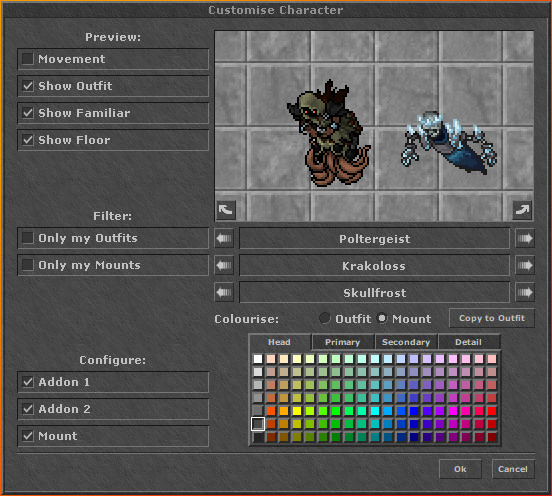 Customise Character
Preview:
Movement
Show Outfit
Show Familiar
Show Floor
Filter:
Only my Outfits
Only my Mounts
Poltergeist
Krakoloss
Skullfrost
Colourise:
Outfit
Mount
Copy to Outfit
Head
Primary
Secondary
Detail
Configure:
Addon 1
Addon 2
Mount
Ok
Cancel